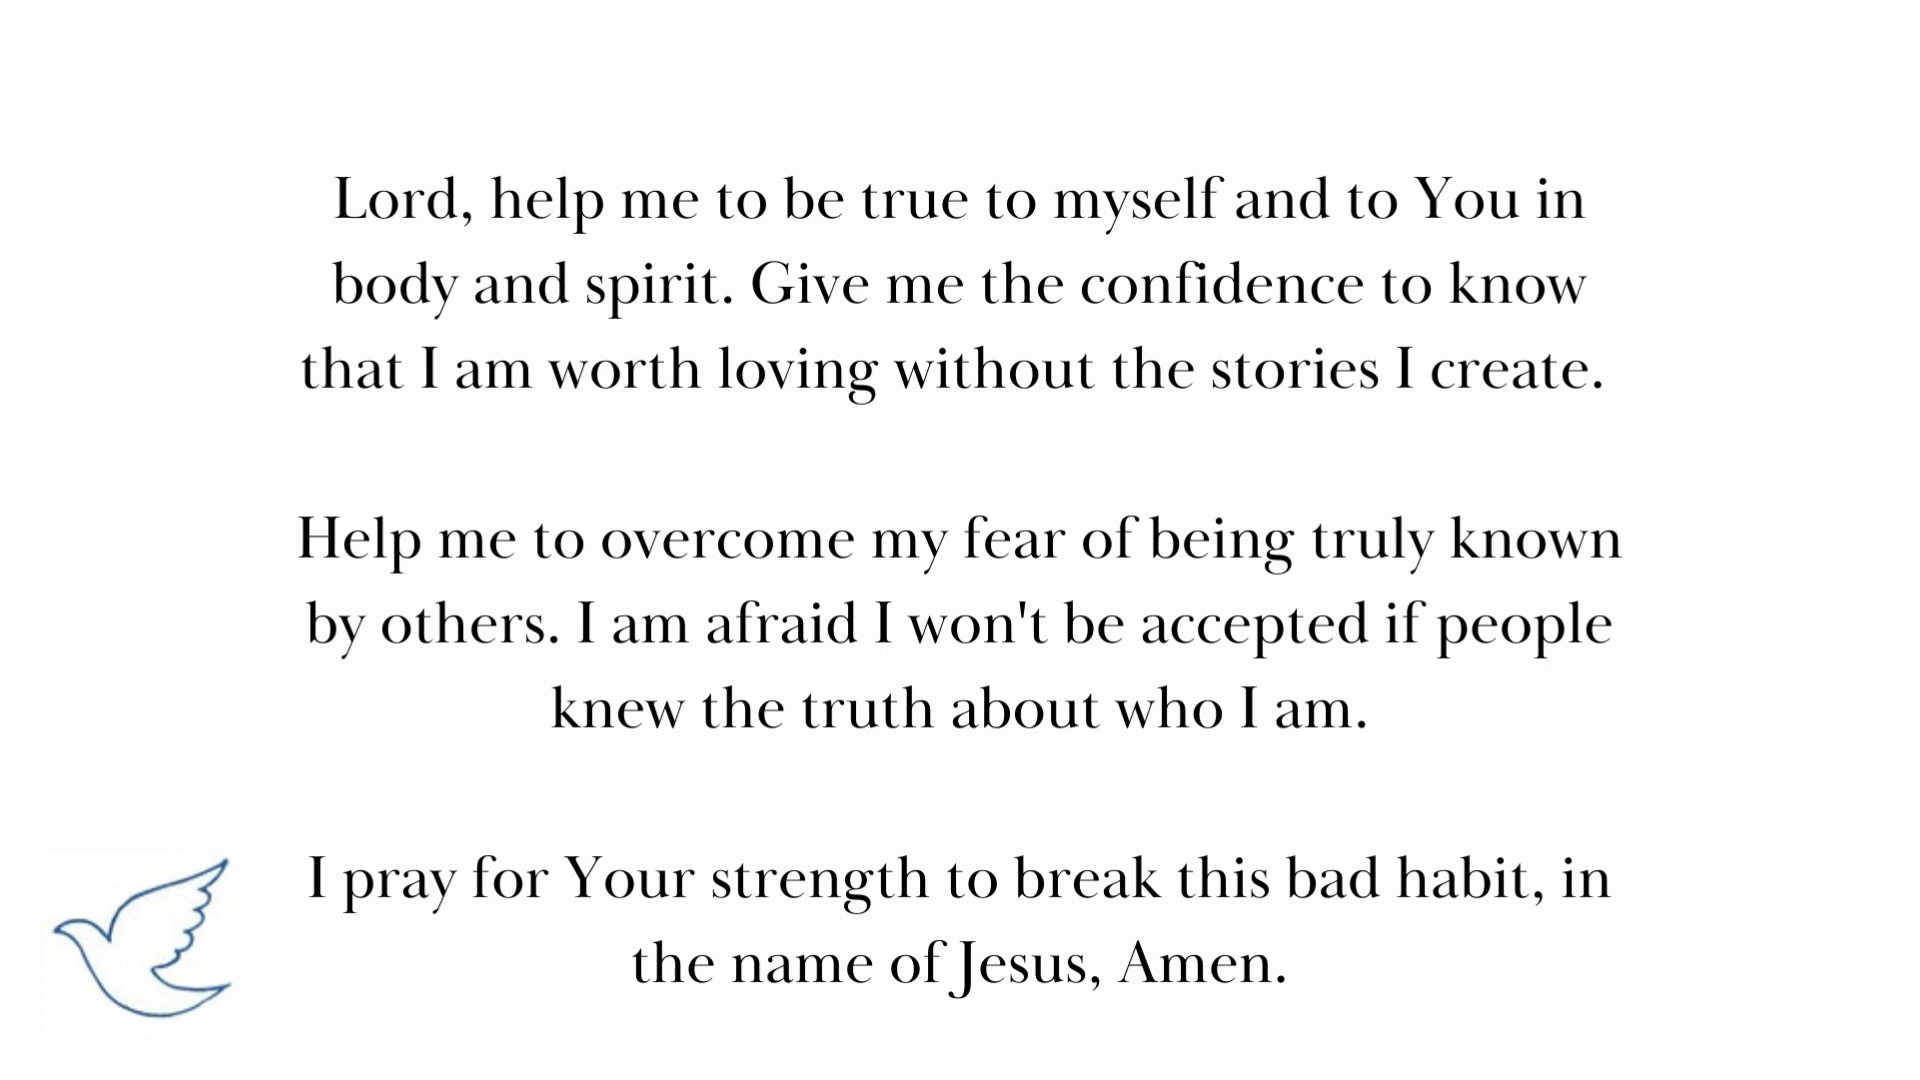 Lord, help me to be true to myself and to You in
body and spirit. Give me the confidence to know
that I am worth loving without the stories I create.
Help me to overcome my fear of being truly known
by others. I am afraid I won't be accepted if people
knew the truth about who I am.
I pray for Your strength to break this bad habit, in
the name of Jesus, Amen.